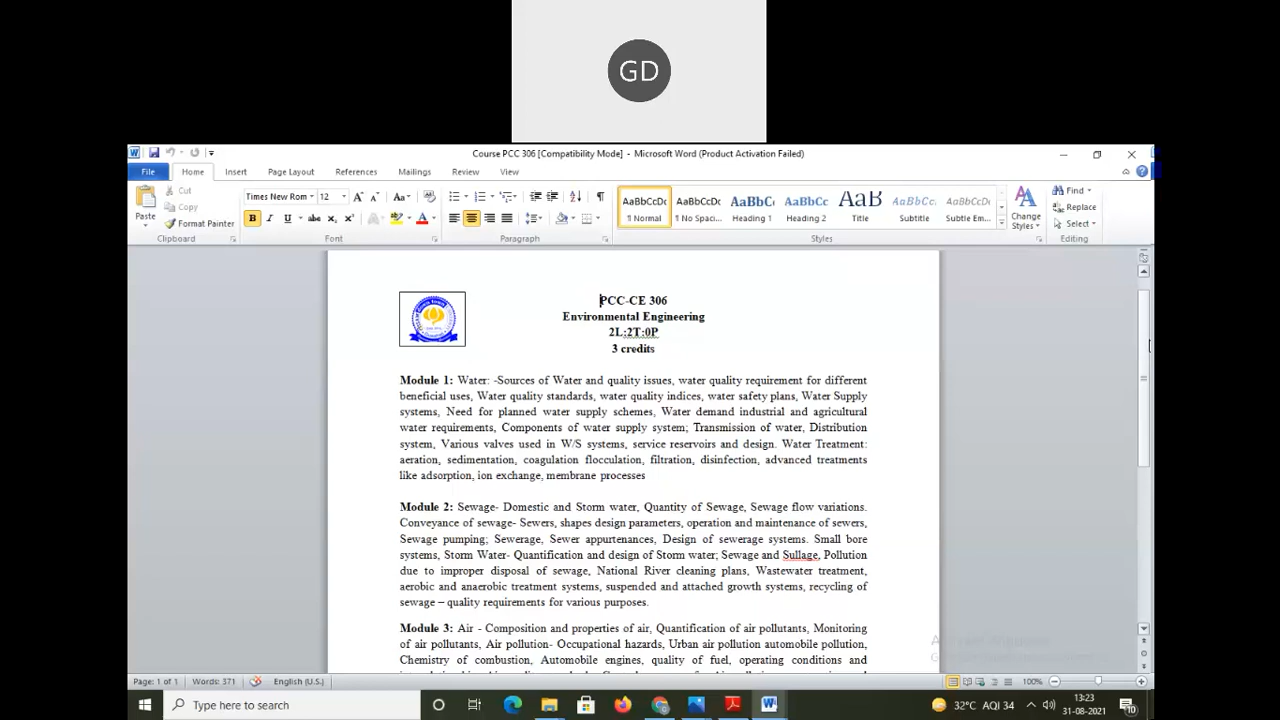 GD
Course PCC 306 [Compatibility Mode] - Microsoft Word (Product Activation Failed)
File Home Insert Page Layout References Mailings Review View
Paste
Cut
Copy
Format Painter
Times New Rom 12
AaBbCcDc AaBbCcDc AaBbC AaBbCc AaB AaBbCc. AaBbCcDc
¶ Normal ¶ No Spaci... Heading 1 Heading 2 Title Subtitle Subtle Em...
Change Styles
Find
Replace
Select
Clipboard Font Paragraph Styles Editing
PCC-CE 306
Environmental Engineering
2L:2T:0P
3 credits
Module 1: Water: -Sources of Water and quality issues, water quality requirement for different
beneficial uses, Water quality standards, water quality indices, water safety plans, Water Supply
systems, Need for planned water supply schemes, Water demand industrial and agricultural
water requirements, Components of water supply system; Transmission of water, Distribution
system, Various valves used in W/S systems, service reservoirs and design. Water Treatment:
aeration, sedimentation, coagulation flocculation, filtration, disinfection, advanced treatments
like adsorption, ion exchange, membrane processes
Module 2: Sewage- Domestic and Storm water, Quantity of Sewage, Sewage flow variations.
Conveyance of sewage- Sewers, shapes design parameters, operation and maintenance of sewers,
Sewage pumping; Sewerage, Sewer appurtenances, Design of sewerage systems. Small bore
systems, Storm Water- Quantification and design of Storm water; Sewage and Sullage, Pollution
due to improper disposal of sewage, National River cleaning plans, Wastewater treatment,
aerobic and anaerobic treatment systems, suspended and attached growth systems, recycling of
sewage – quality requirements for various purposes.
Module 3: Air - Composition and properties of air, Quantification of air pollutants, Monitoring
of air pollutants, Air pollution- Occupational hazards, Urban air pollution automobile pollution,
Chemistry of combustion, Automobile engines, quality of fuel, operating conditions and
Page: 1 of 1 Words: 371 English (U.S.) 100%
Type here to search
32°C AQI 34
13:23
31-08-2021
10